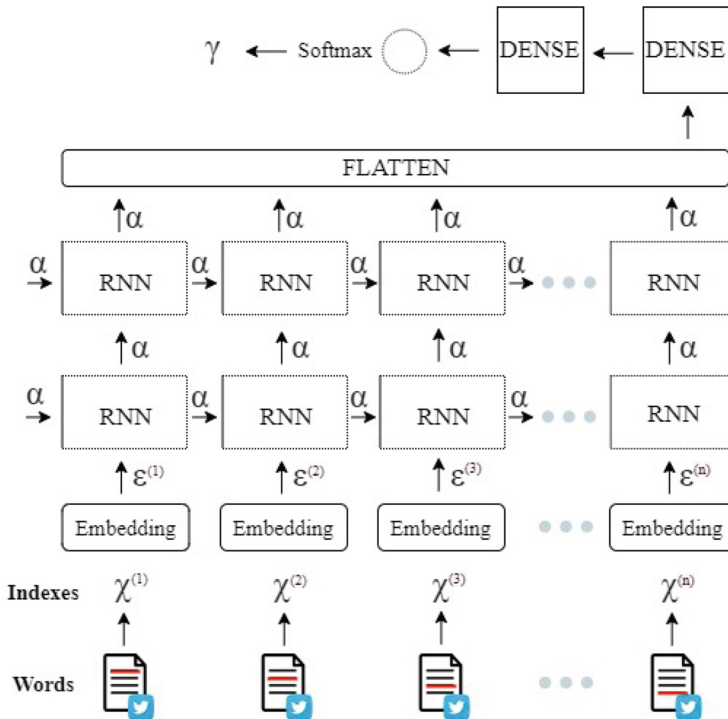 γ ← Softmax ← ← DENSE ← DENSE
FLATTEN
α α α α
α RNN α RNN α RNN α RNN
α α α α
α RNN α RNN α RNN α RNN
ε(1) ε(2) ε(3) ε(n)
Embedding Embedding Embedding Embedding
Indexes χ(1) χ(2) χ(3) χ(n)
Words